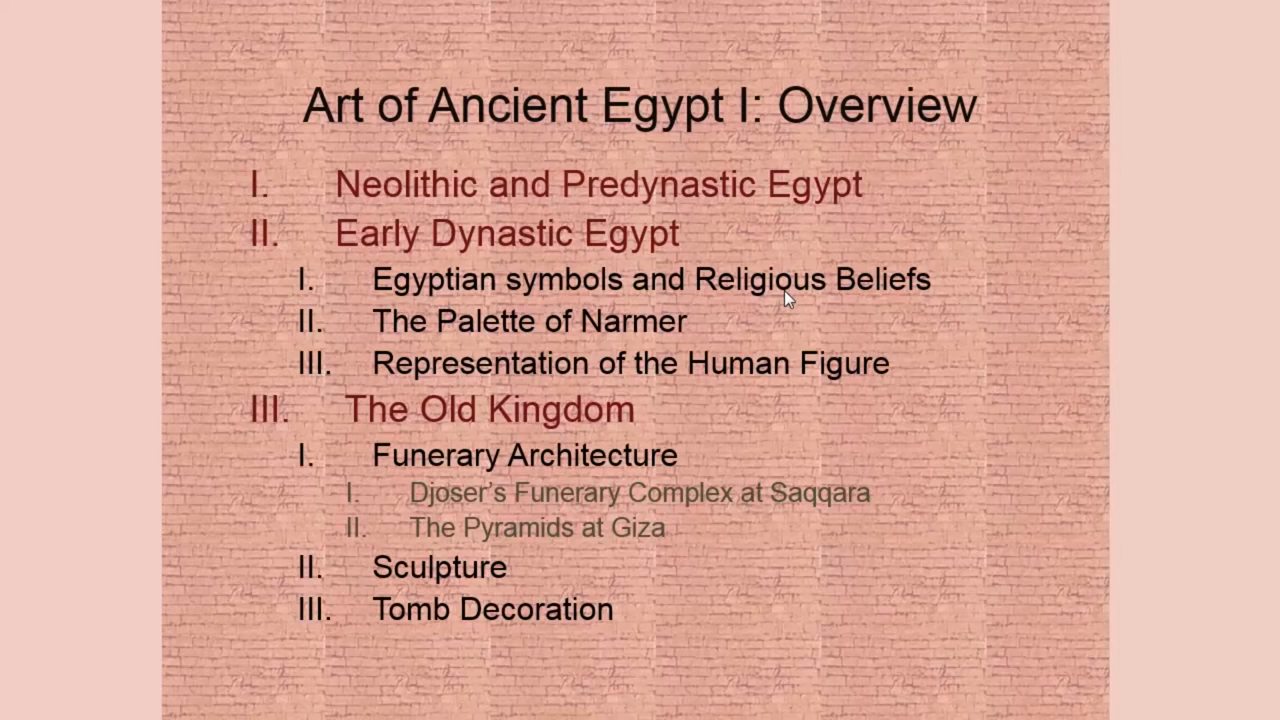 Art of Ancient Egypt I: Overview
I. Neolithic and Predynastic Egypt
II. Early Dynastic Egypt
I. Egyptian symbols and Religious Beliefs
II. The Palette of Narmer
III. Representation of the Human Figure
III. The Old Kingdom
I. Funerary Architecture
I. Djoser’s Funerary Complex at Saqqara
II. The Pyramids at Giza
II. Sculpture
III. Tomb Decoration